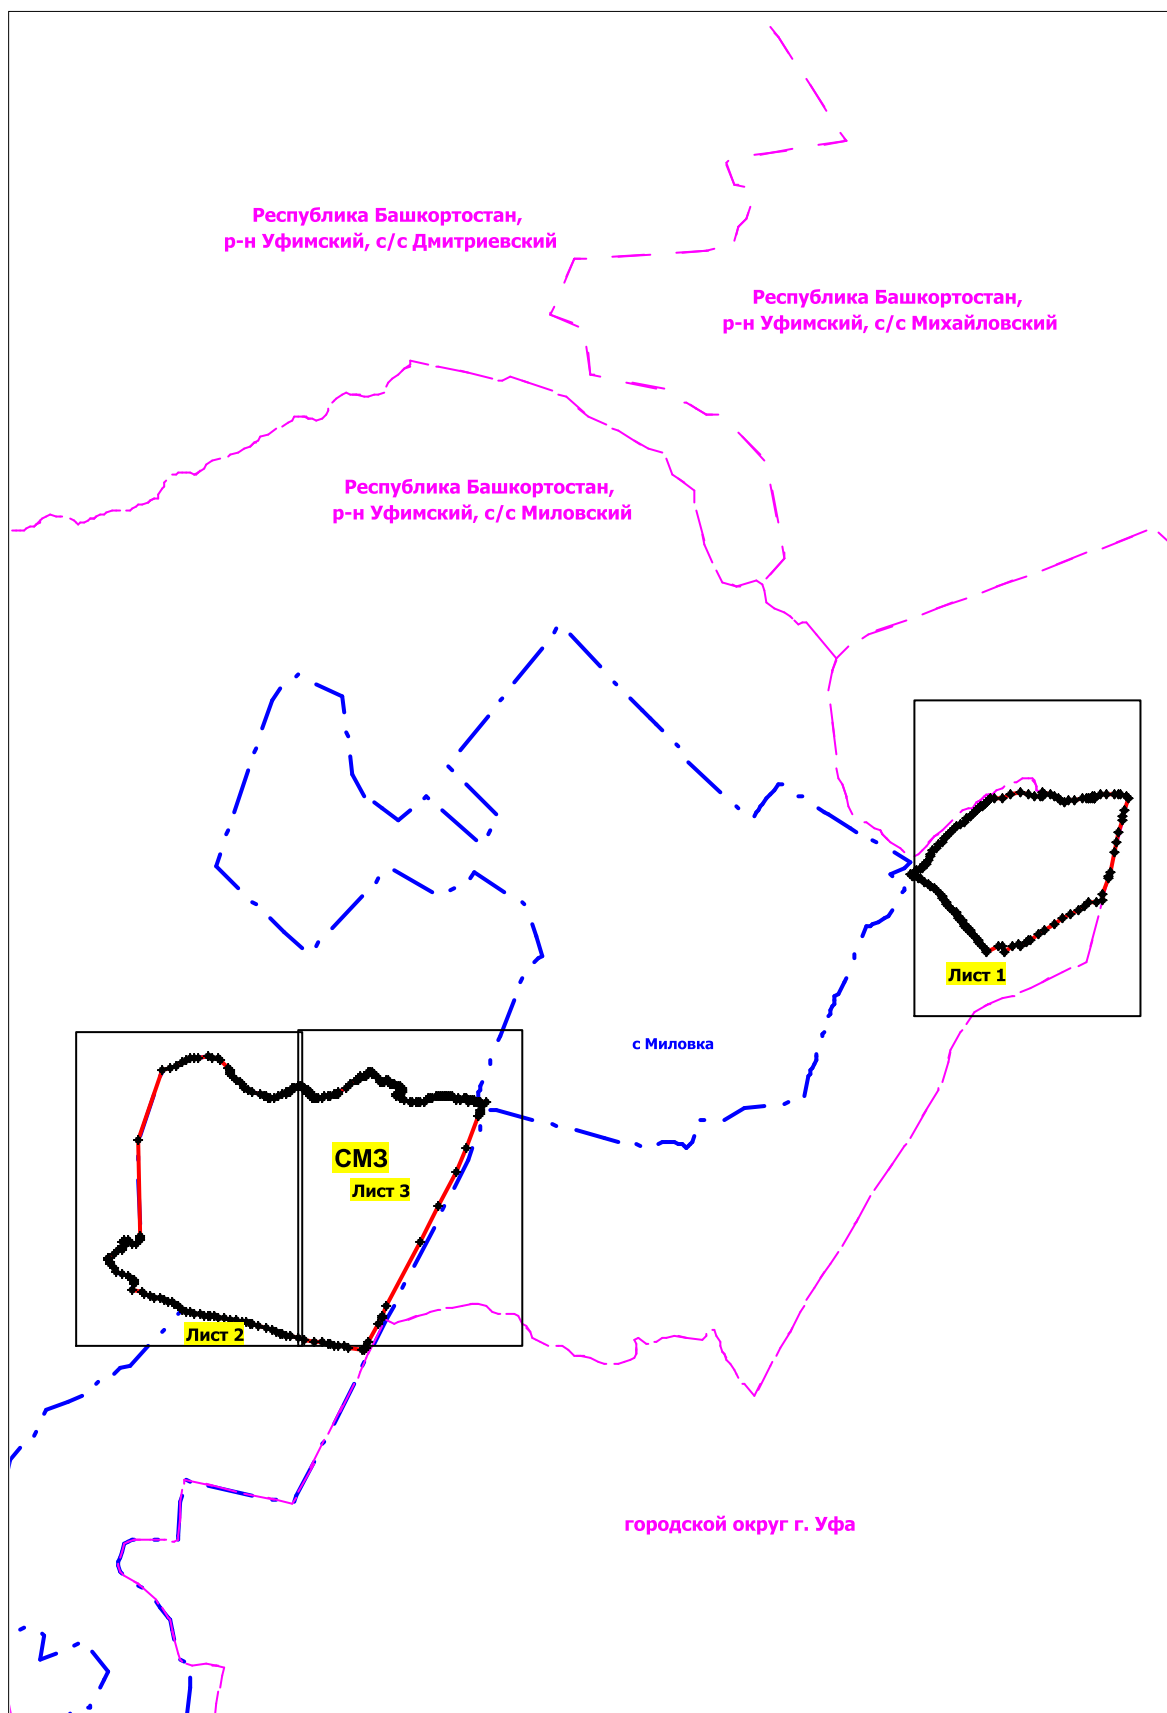 Республика Башкортостан,
р-н Уфимский, с/с Дмитриевский
Республика Башкортостан,
р-н Уфимский, с/с Михайловский
Республика Башкортостан,
р-н Уфимский, с/с Миловский
Лист 1
с Миловка
СМЗ
Лист 3
Лист 2
городской округ г. Уфа